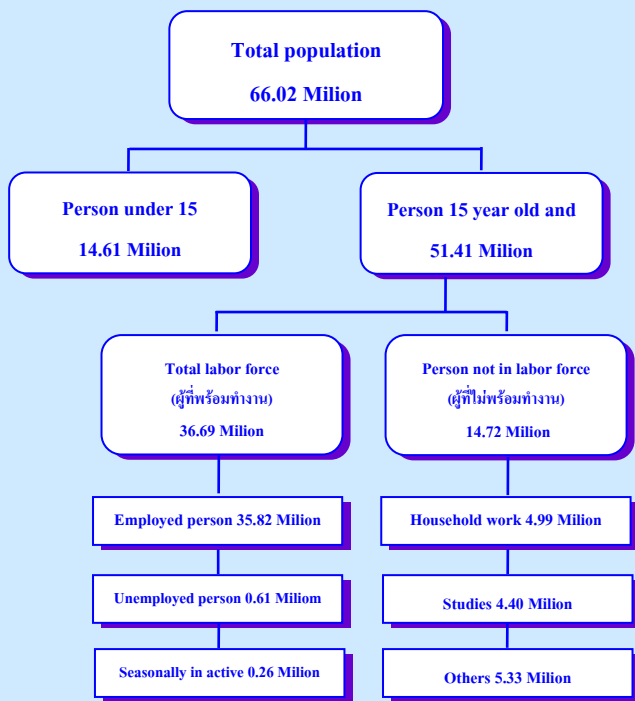 Total population
66.02 Milion
Person under 15
14.61 Milion
Person 15 year old and
51.41 Milion
Total labor force
(ผู้ที่พร้อมทำงาน)
36.69 Milion
Person not in labor force
(ผู้ที่ไม่พร้อมทำงาน)
14.72 Milion
Employed person 35.82 Milion
Household work 4.99 Milion
Unemployed person 0.61 Miliom
Studies 4.40 Milion
Seasonally in active 0.26 Milion
Others 5.33 Milion